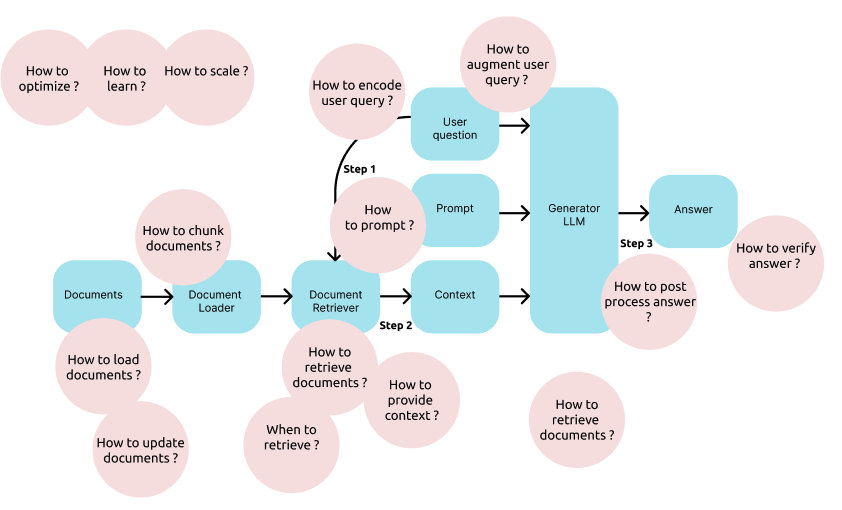 How to
optimize ?
How to
learn ?
How to scale ?
How to encode
user query ?
How to
augment user
query ?
User
question
Step 1
How
to prompt ?
Prompt
Generator
LLM
Answer
Step 3
How to verify
answer ?
How to chunk
documents ?
Documents
Document
Loader
Document
Retriever
Step 2
Context
How to post
process answer
?
How to load
documents ?
How to update
documents ?
How to
retrieve
documents ?
When to
retrieve ?
How to
provide
context ?
How to
retrieve
documents ?